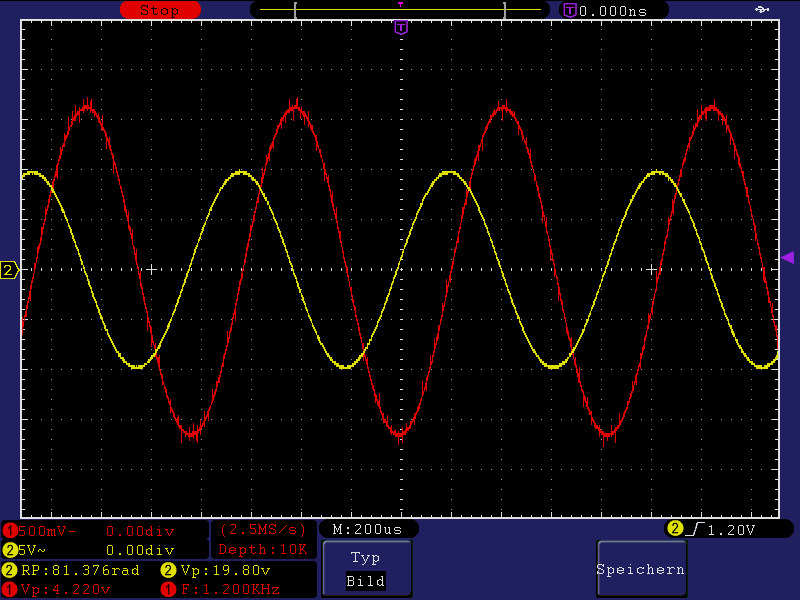 Stop
T
T 0.000ns
T
2
1 500mV- 0.00div (2.5MS/s) M:200us 2 1.20V
2 5V~ 0.00div Depth:10K
2 RP:81.376rad 2 Vp:19.80v Typ
Bild
Speichern
1 Vp:4.220v 1 F:1.200KHz